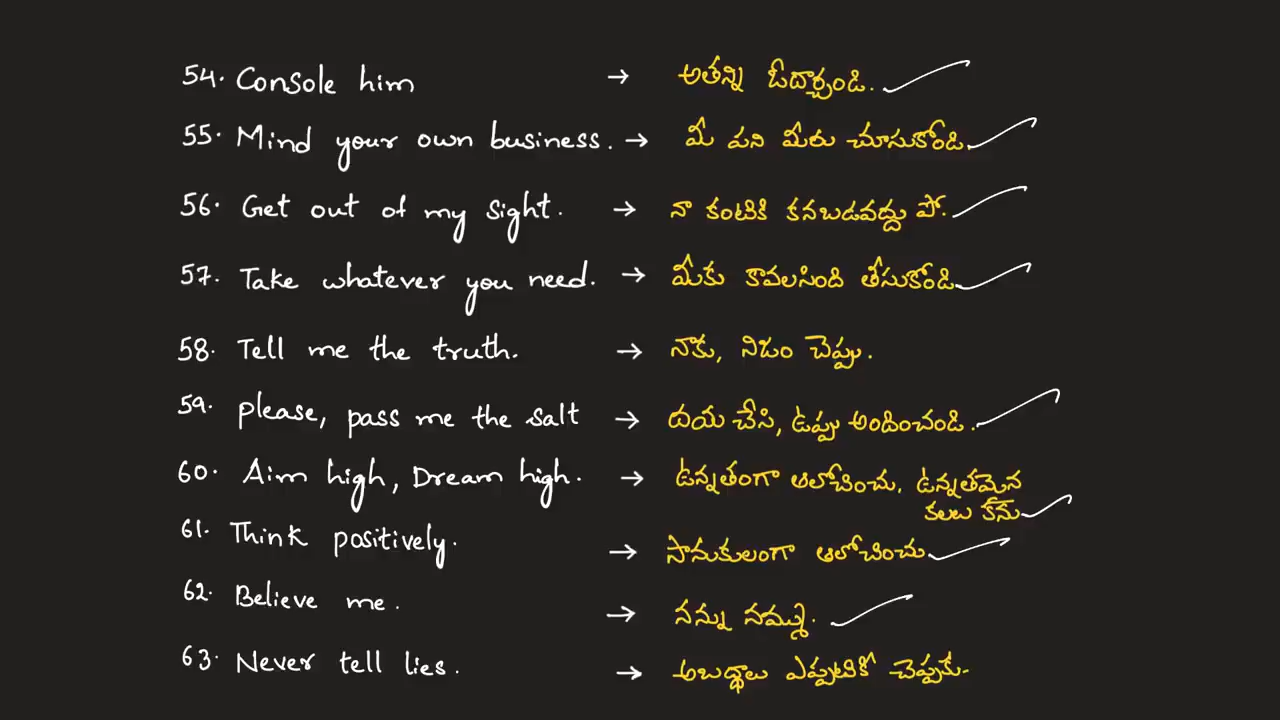 54. Console him → అతన్ని ఓదార్చండి.
55. Mind your own business. → మీ పని మీరు చూసుకోండి.
56. Get out of my sight. → నా కంటికి కనబడవద్దు పో.
57. Take whatever you need. → మీకు కావలసింది తీసుకోండి
58. Tell me the truth. → నాకు, నిజం చెప్పు.
59. please, pass me the salt → దయ చేసి, ఉప్పు అందించండి.
60. Aim high, Dream high. → ఉన్నతంగా ఆలోచించు, ఉన్నతమైన
కలలు కను
61. Think positively. → సానుకులంగా ఆలోచించు
62. Believe me. → నన్ను నమ్ము.
63. Never tell lies. → అబద్ధాలు ఎప్పటికీ చెప్పకు.